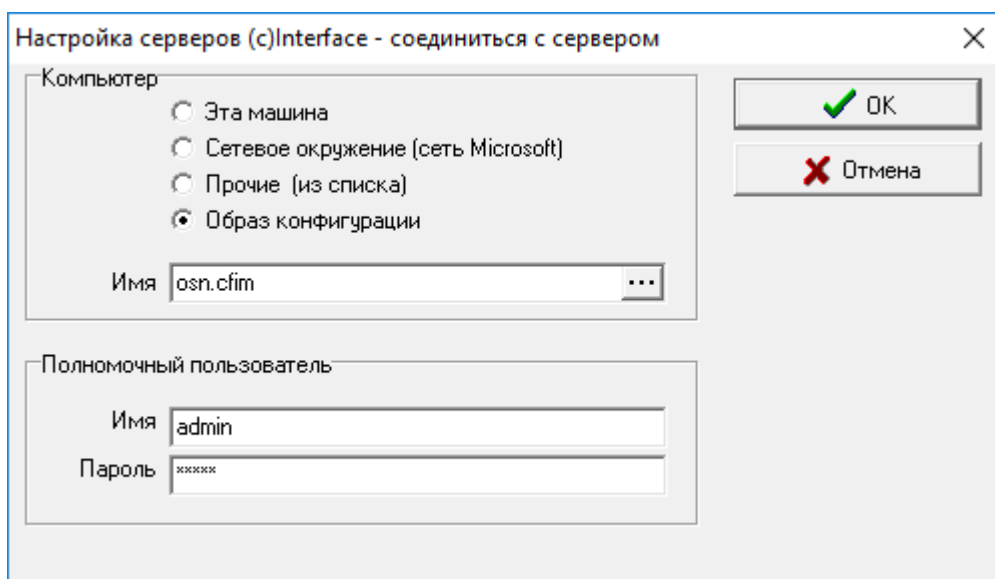 Настройка серверов (c)Interface - соединиться с сервером
Компьютер
Эта машина
Сетевое окружение (сеть Microsoft)
Прочие (из списка)
Образ конфигурации
Имя osn.cfim ...
OK
Отмена
Полномочный пользователь
Имя admin
Пароль *****